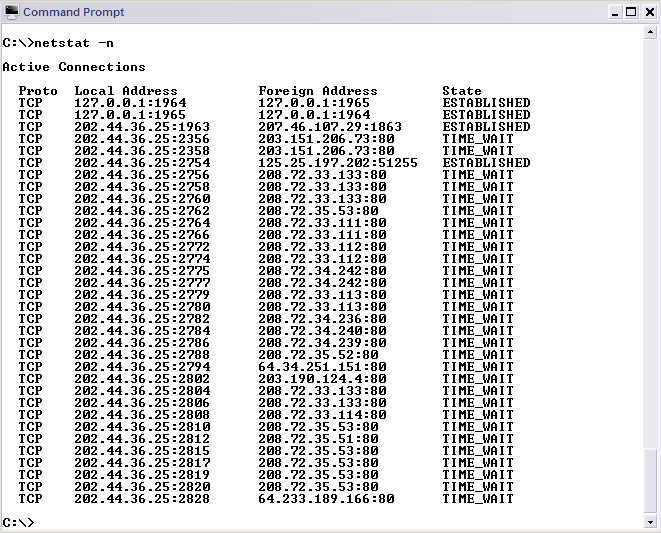 Command Prompt
C:\>netstat -n
Active Connections
Proto Local Address Foreign Address State
TCP 127.0.0.1:1964 127.0.0.1:1965 ESTABLISHED
TCP 127.0.0.1:1965 127.0.0.1:1964 ESTABLISHED
TCP 202.44.36.25:1963 207.46.107.29:1863 ESTABLISHED
TCP 202.44.36.25:2356 203.151.206.73:80 TIME_WAIT
TCP 202.44.36.25:2358 203.151.206.73:80 TIME_WAIT
TCP 202.44.36.25:2754 125.25.197.202:51255 ESTABLISHED
TCP 202.44.36.25:2756 208.72.33.133:80 TIME_WAIT
TCP 202.44.36.25:2758 208.72.33.133:80 TIME_WAIT
TCP 202.44.36.25:2760 208.72.33.133:80 TIME_WAIT
TCP 202.44.36.25:2762 208.72.35.53:80 TIME_WAIT
TCP 202.44.36.25:2764 208.72.33.111:80 TIME_WAIT
TCP 202.44.36.25:2766 208.72.33.111:80 TIME_WAIT
TCP 202.44.36.25:2772 208.72.33.112:80 TIME_WAIT
TCP 202.44.36.25:2774 208.72.33.112:80 TIME_WAIT
TCP 202.44.36.25:2775 208.72.34.242:80 TIME_WAIT
TCP 202.44.36.25:2777 208.72.34.242:80 TIME_WAIT
TCP 202.44.36.25:2779 208.72.33.113:80 TIME_WAIT
TCP 202.44.36.25:2780 208.72.33.113:80 TIME_WAIT
TCP 202.44.36.25:2782 208.72.34.236:80 TIME_WAIT
TCP 202.44.36.25:2784 208.72.34.240:80 TIME_WAIT
TCP 202.44.36.25:2786 208.72.34.239:80 TIME_WAIT
TCP 202.44.36.25:2788 208.72.35.52:80 TIME_WAIT
TCP 202.44.36.25:2794 64.34.251.151:80 TIME_WAIT
TCP 202.44.36.25:2802 203.190.124.4:80 TIME_WAIT
TCP 202.44.36.25:2804 208.72.33.133:80 TIME_WAIT
TCP 202.44.36.25:2806 208.72.33.133:80 TIME_WAIT
TCP 202.44.36.25:2808 208.72.33.114:80 TIME_WAIT
TCP 202.44.36.25:2810 208.72.35.53:80 TIME_WAIT
TCP 202.44.36.25:2812 208.72.35.51:80 TIME_WAIT
TCP 202.44.36.25:2815 208.72.35.53:80 TIME_WAIT
TCP 202.44.36.25:2817 208.72.35.53:80 TIME_WAIT
TCP 202.44.36.25:2819 208.72.35.53:80 TIME_WAIT
TCP 202.44.36.25:2820 208.72.35.53:80 TIME_WAIT
TCP 202.44.36.25:2828 64.233.189.166:80 TIME_WAIT
C:\>